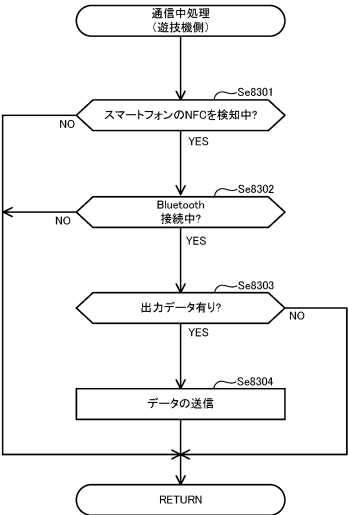 通信中処理
（遊技機側）
Se8301
スマートフォンのNFCを検知中?
NO
YES
Se8302
Bluetooth
接続中?
NO
YES
Se8303
出力データ有り?
NO
YES
Se8304
データの送信
RETURN